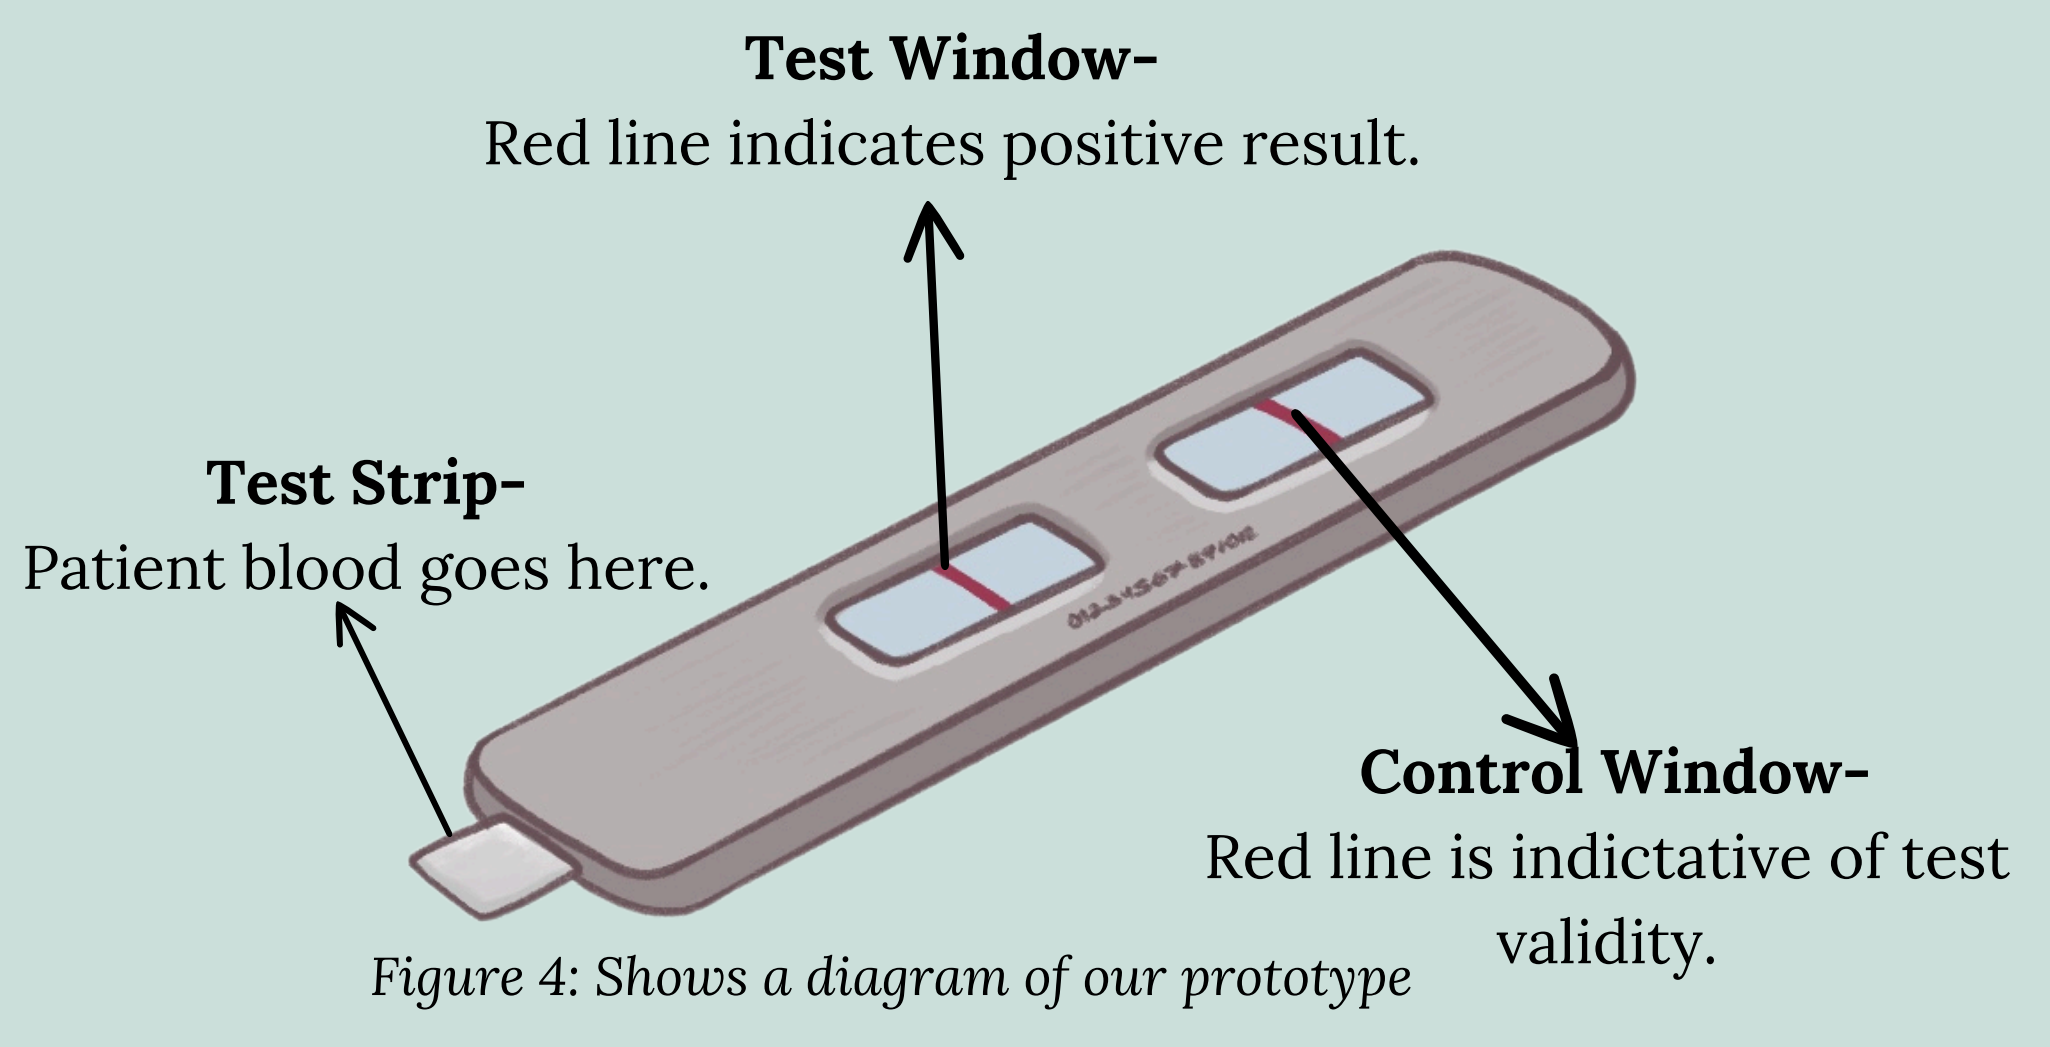 Test Window-
Red line indicates positive result.
Test Strip-
Patient blood goes here.
Control Window-
Red line is indictative of test
validity.
Figure 4: Shows a diagram of our prototype